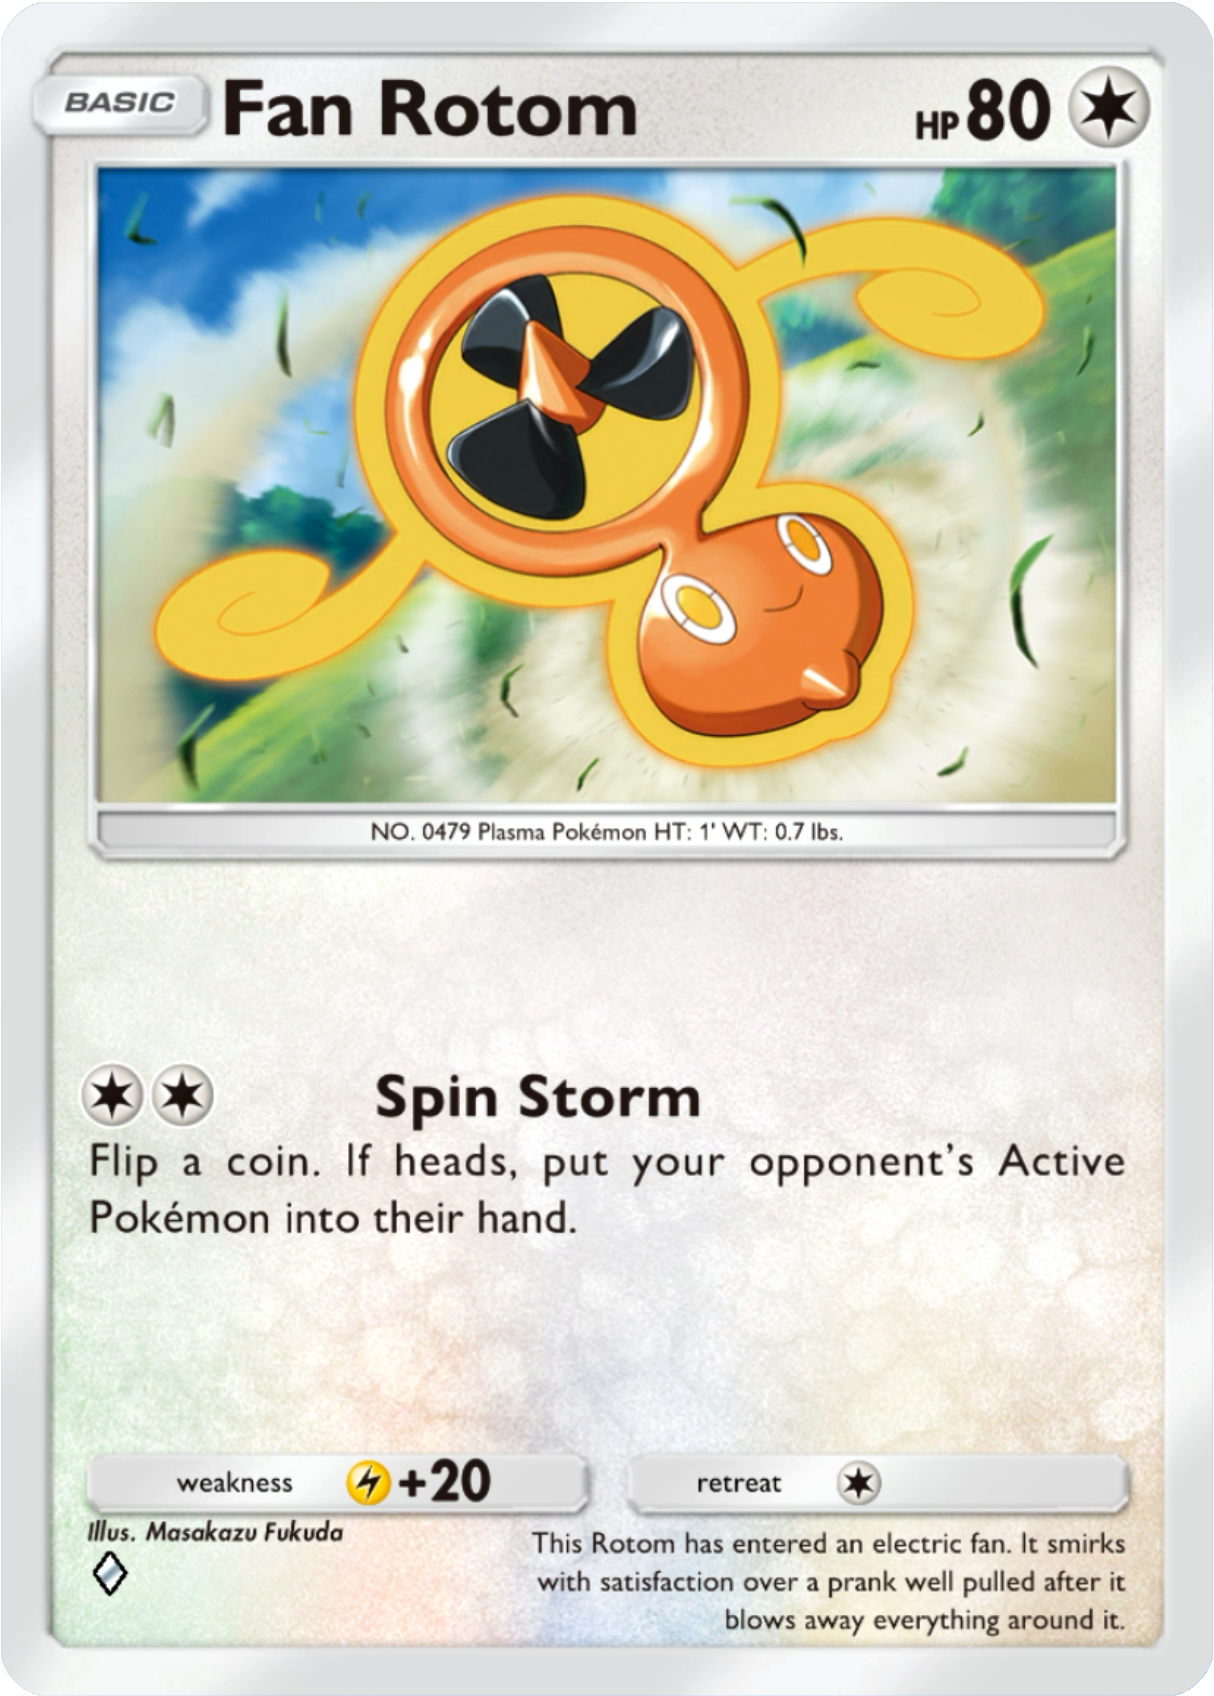 BASIC Fan Rotom HP 80
NO. 0479 Plasma Pokémon HT: 1' WT: 0.7 lbs.
Spin Storm
Flip a coin. If heads, put your opponent's Active
Pokémon into their hand.
weakness +20 retreat
Illus. Masakazu Fukuda
This Rotom has entered an electric fan. It smirks
with satisfaction over a prank well pulled after it
blows away everything around it.